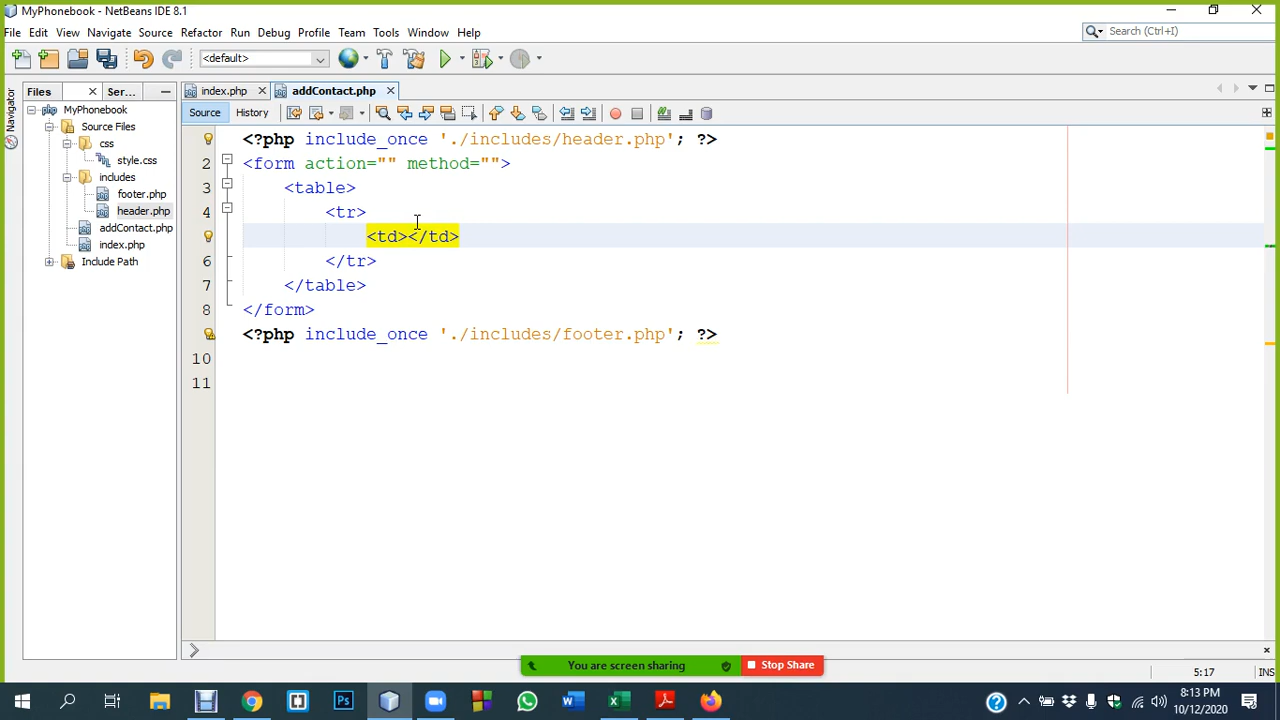 MyPhonebook - NetBeans IDE 8.1
File Edit View Navigate Source Refactor Run Debug Profile Team Tools Window Help
Search (Ctrl+I)
<default>
Files
Ser...
index.php
addContact.php
Navigator
MyPhonebook
Source Files
css
style.css
includes
footer.php
header.php
addContact.php
index.php
Include Path
Source
History
<?php include_once './includes/header.php'; ?>
2 <form action="" method="">
3 <table>
4 <tr>
<td></td>
6 </tr>
7 </table>
8 </form>
<?php include_once './includes/footer.php'; ?>
10
11
You are screen sharing
Stop Share
5:17
INS
8:13 PM
10/12/2020